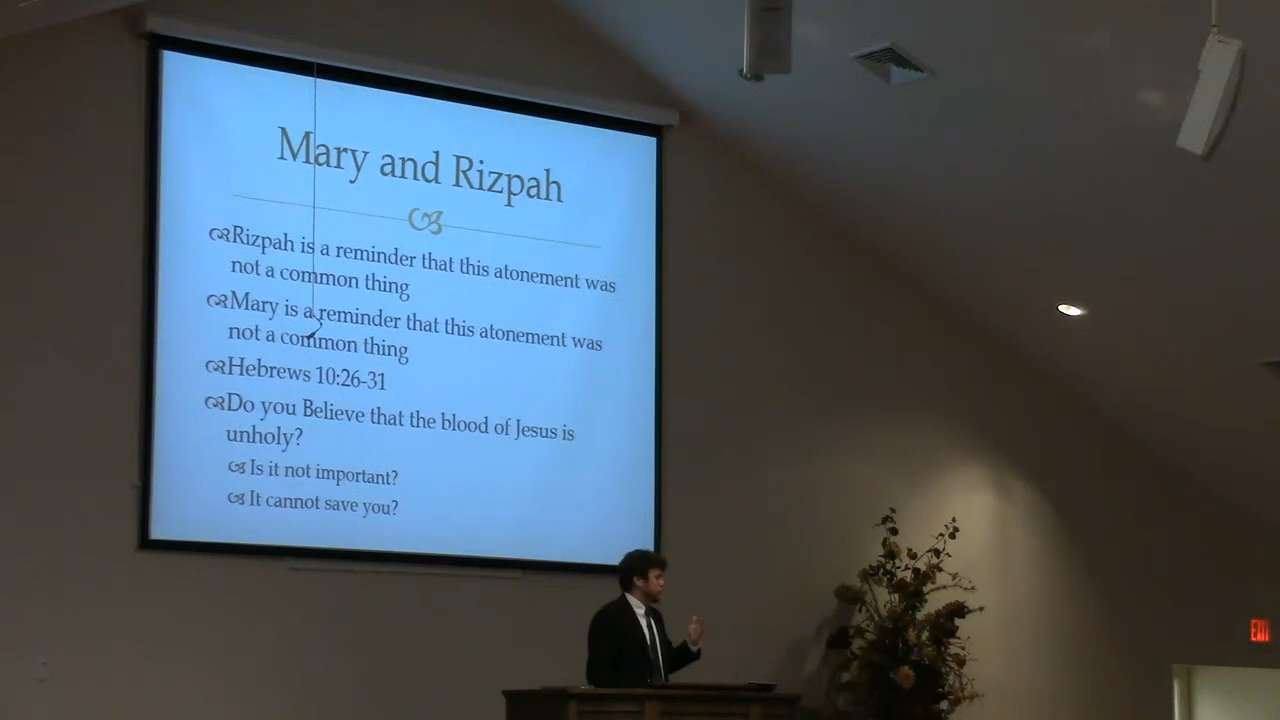 Mary and Rizpah
Rizpah is a reminder that this atonement was
not a common thing
Mary is a reminder that this atonement was
not a common thing
Hebrews 10:26-31
Do you Believe that the blood of Jesus is
unholy?
Is it not important?
It cannot save you?
EXIT